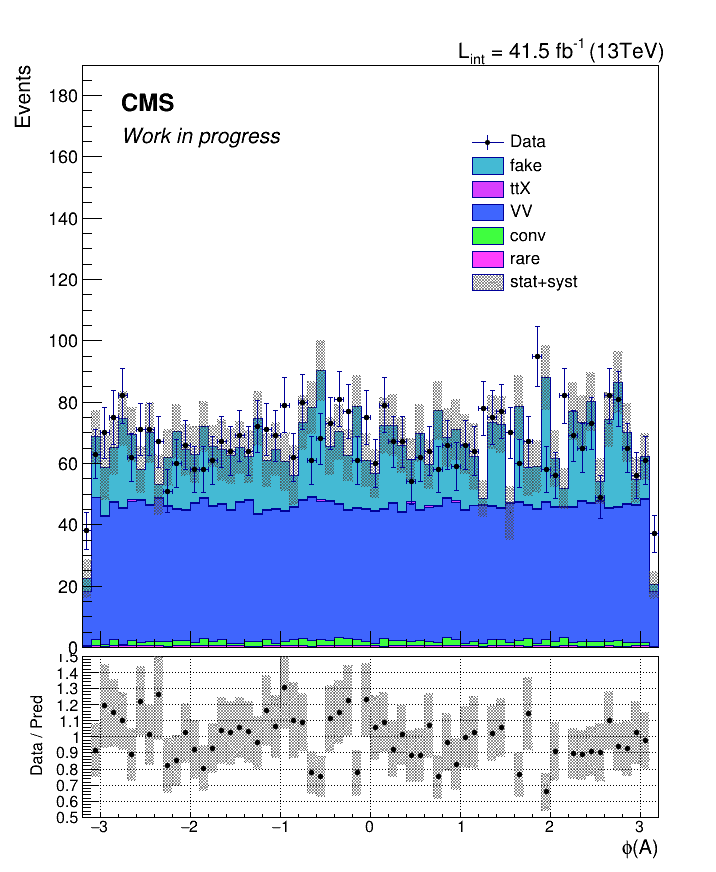 L_int = 41.5 fb^-1 (13TeV)
Events
CMS
Work in progress
Data
fake
ttX
VV
conv
rare
stat+syst
180
160
140
120
100
80
60
40
20
0
Data / Pred
1.5
1.4
1.3
1.2
1.1
1
0.9
0.8
0.7
0.6
0.5
−3 −2 −1 0 1 2 3
ϕ(A)